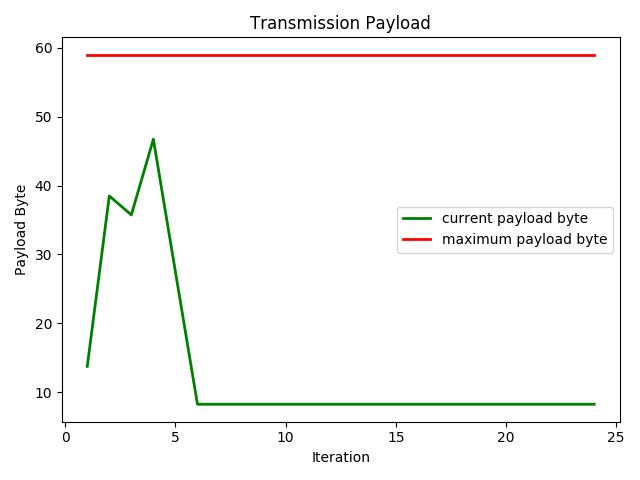 Transmission Payload
60
50
40
30
20
10
Payload Byte
current payload byte
maximum payload byte
0 5 10 15 20 25
Iteration